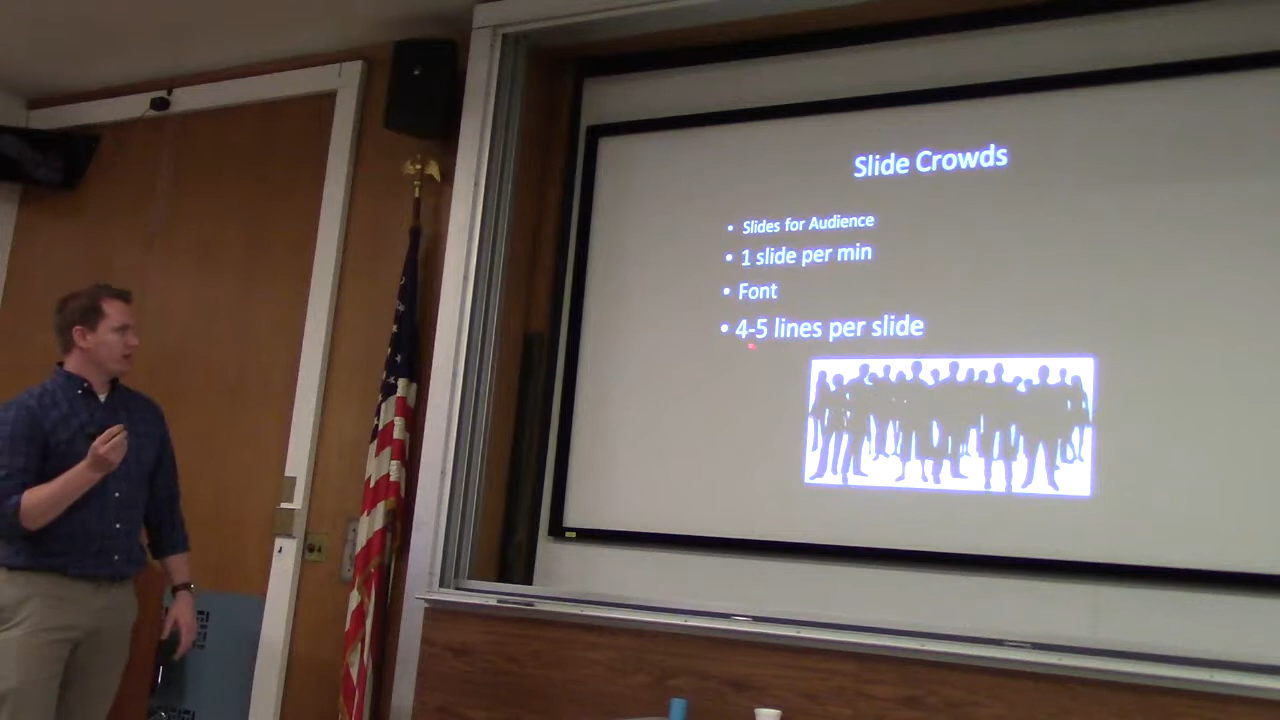 Slide Crowds
• Slides for Audience
• 1 slide per min
• Font
• 4-5 lines per slide